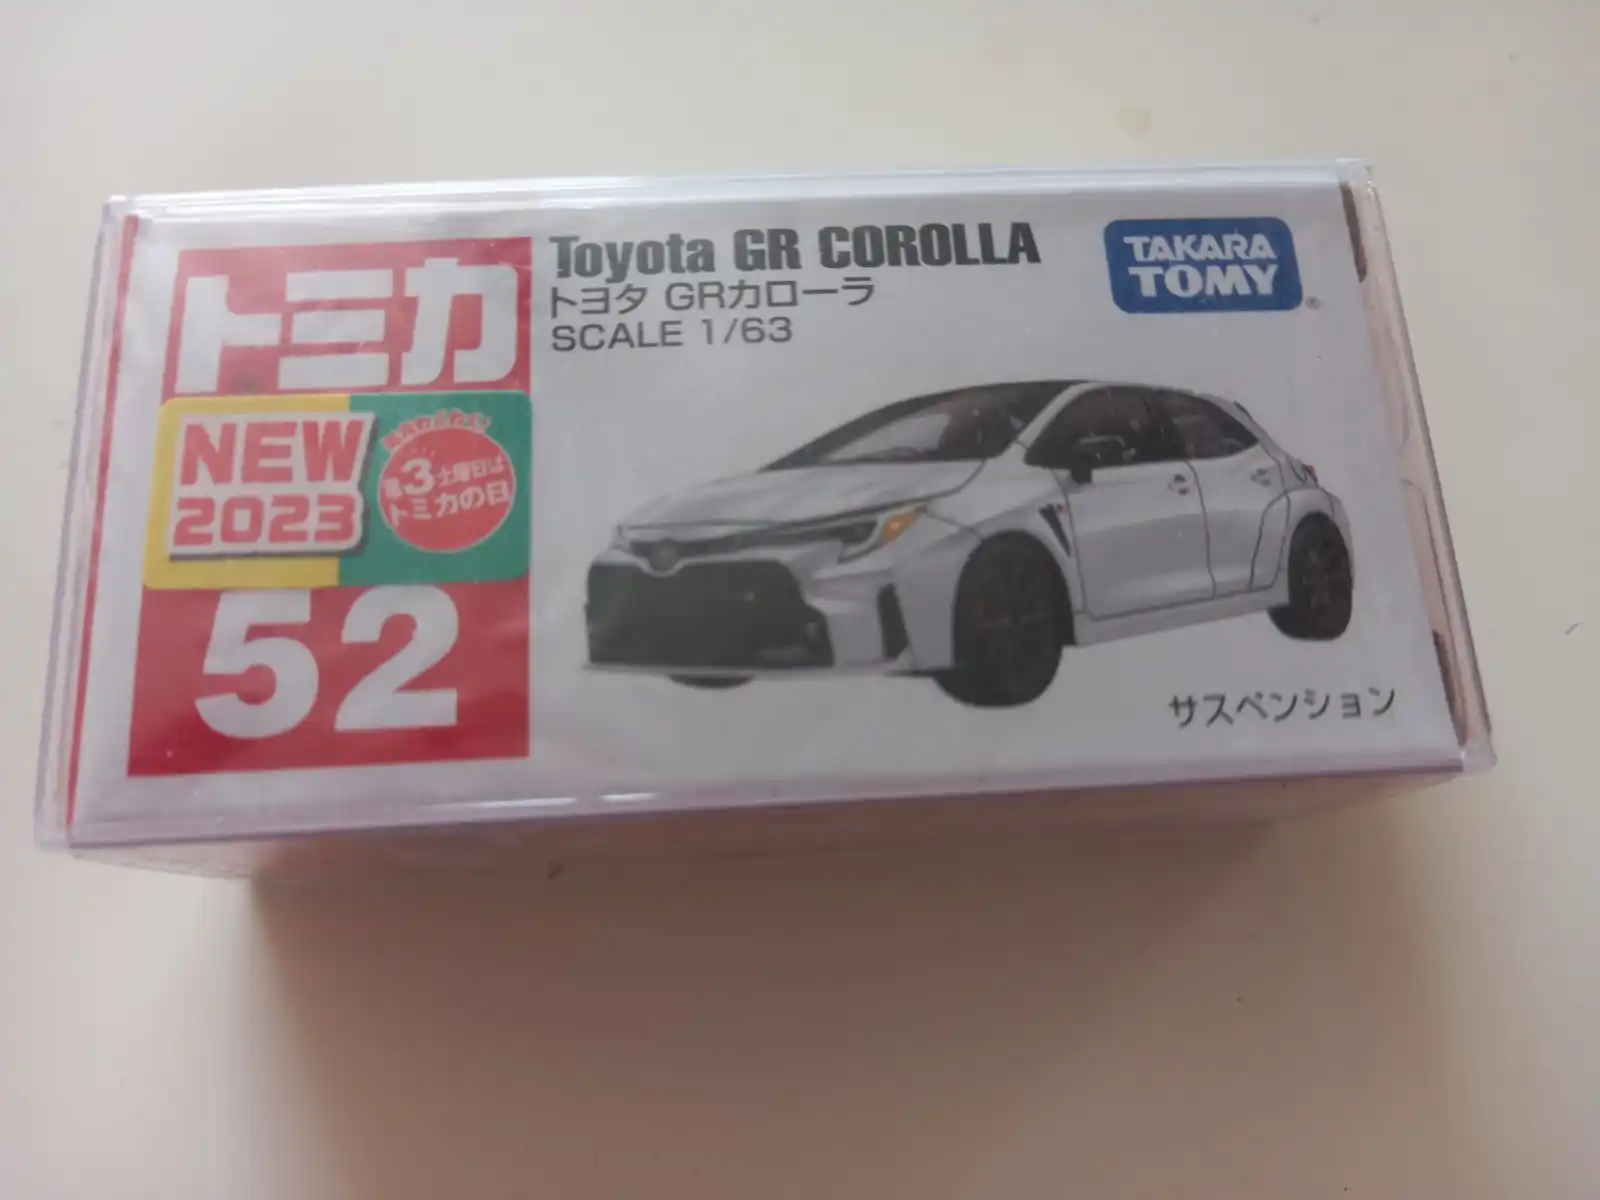 トミカ
NEW
2023
第3土曜日は
トミカの日
52
Toyota GR COROLLA
トヨタ GRカローラ
SCALE 1/63
TAKARA
TOMY
®
サスペンション